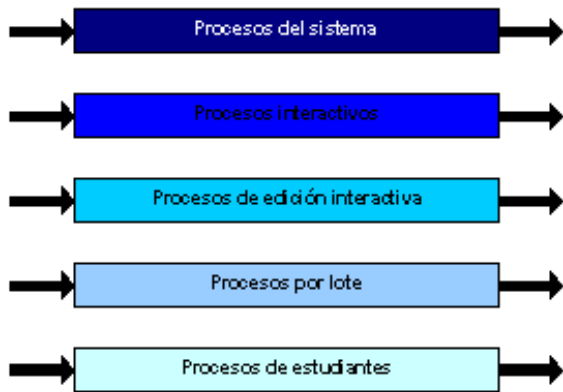 Procesos del sistema
Procesos interactivos
Procesos de edición interactiva
Procesos por lote
Procesos de estudiantes